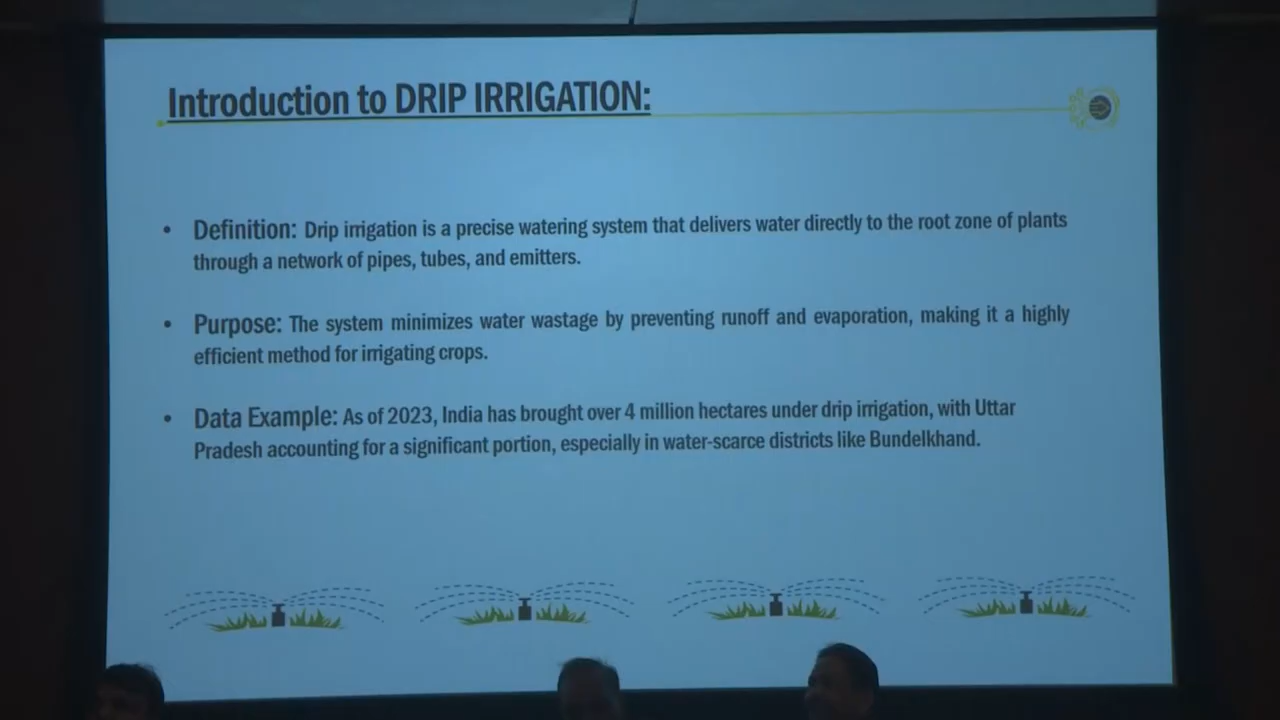 Introduction to DRIP IRRIGATION:
• Definition: Drip irrigation is a precise watering system that delivers water directly to the root zone of plants
through a network of pipes, tubes, and emitters.
• Purpose: The system minimizes water wastage by preventing runoff and evaporation, making it a highly
efficient method for irrigating crops.
• Data Example: As of 2023, India has brought over 4 million hectares under drip irrigation, with Uttar
Pradesh accounting for a significant portion, especially in water-scarce districts like Bundelkhand.